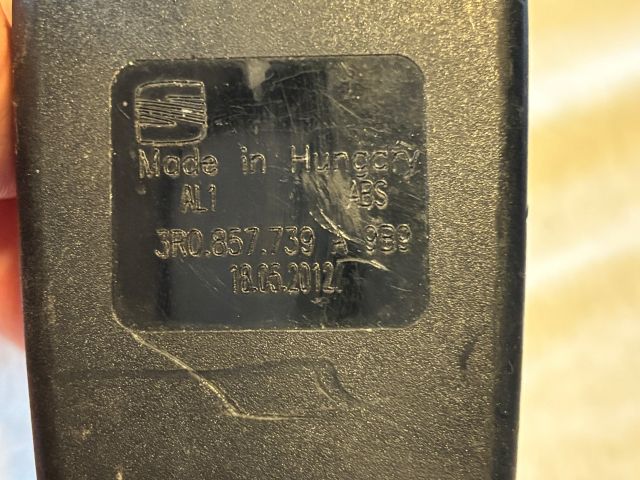 Made in Hungary
AL1 ABS
3R0.857.739 A 9B9
18.05.2012